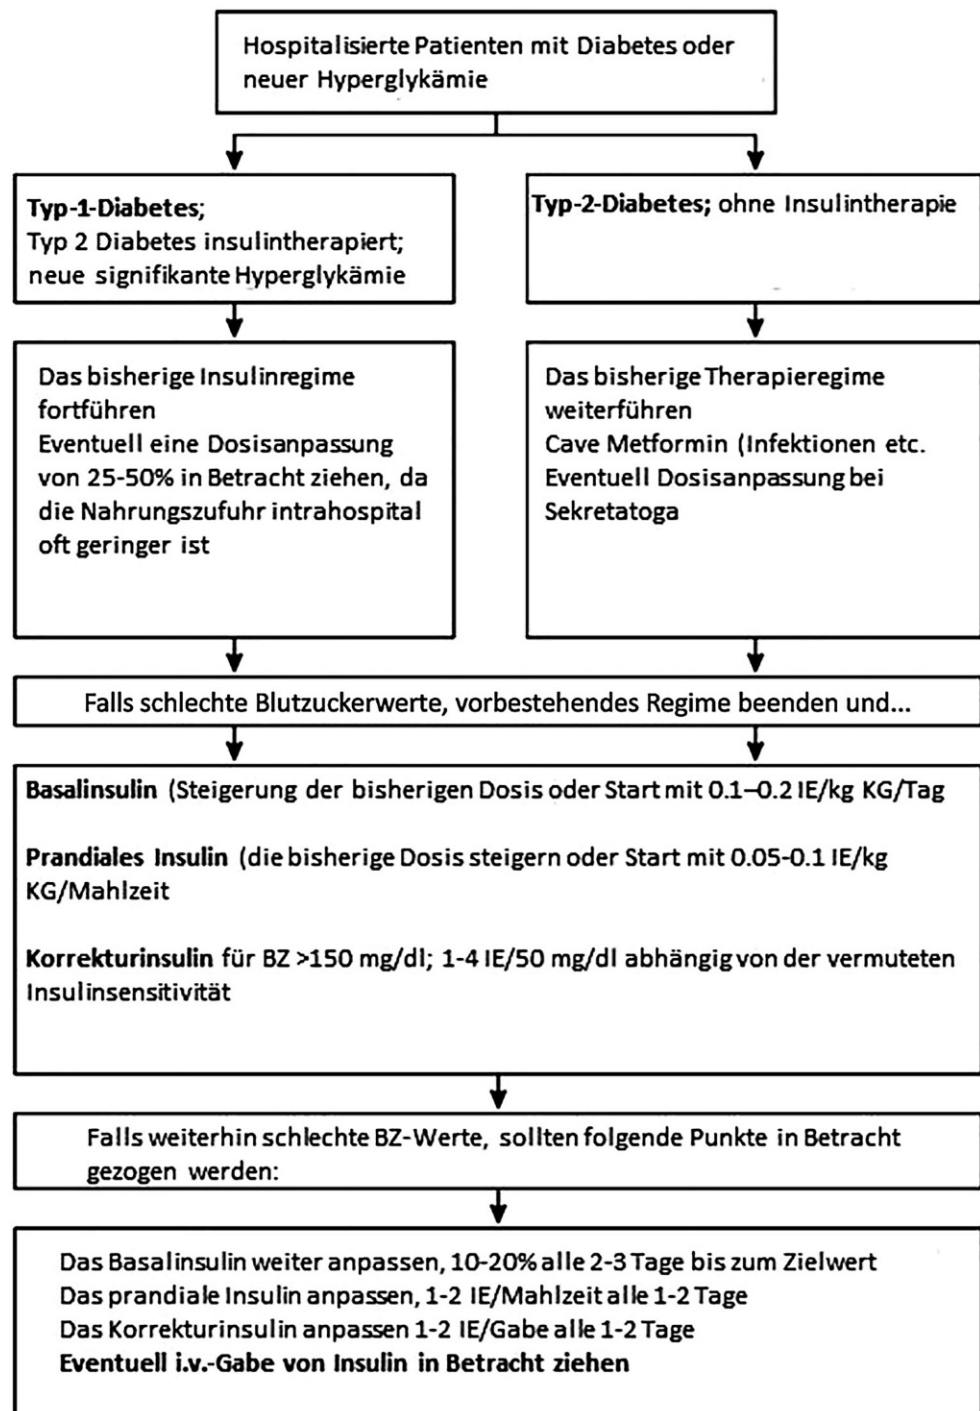 Hospitalisierte Patienten mit Diabetes oder
neuer Hyperglykämie
Typ-1-Diabetes;
Typ 2 Diabetes insulintherapiert;
neue signifikante Hyperglykämie
Typ-2-Diabetes; ohne Insulintherapie
Das bisherige Insulinregime
fortführen
Eventuell eine Dosisanpassung
von 25-50% in Betracht ziehen, da
die Nahrungszufuhr intrahospital
oft geringer ist
Das bisherige Therapieregime
weiterführen
Cave Metformin (Infektionen etc.
Eventuell Dosisanpassung bei
Sekretatoga
Falls schlechte Blutzuckerwerte, vorbestehendes Regime beenden und...
Basalinsulin (Steigerung der bisherigen Dosis oder Start mit 0.1–0.2 IE/kg KG/Tag
Prandiales Insulin (die bisherige Dosis steigern oder Start mit 0.05-0.1 IE/kg
KG/Mahlzeit
Korrekturinsulin für BZ >150 mg/dl; 1-4 IE/50 mg/dl abhängig von der vermuteten
Insulinsensitivität
Falls weiterhin schlechte BZ-Werte, sollten folgende Punkte in Betracht
gezogen werden:
Das Basalinsulin weiter anpassen, 10-20% alle 2-3 Tage bis zum Zielwert
Das prandiale Insulin anpassen, 1-2 IE/Mahlzeit alle 1-2 Tage
Das Korrekturinsulin anpassen 1-2 IE/Gabe alle 1-2 Tage
Eventuell i.v.-Gabe von Insulin in Betracht ziehen